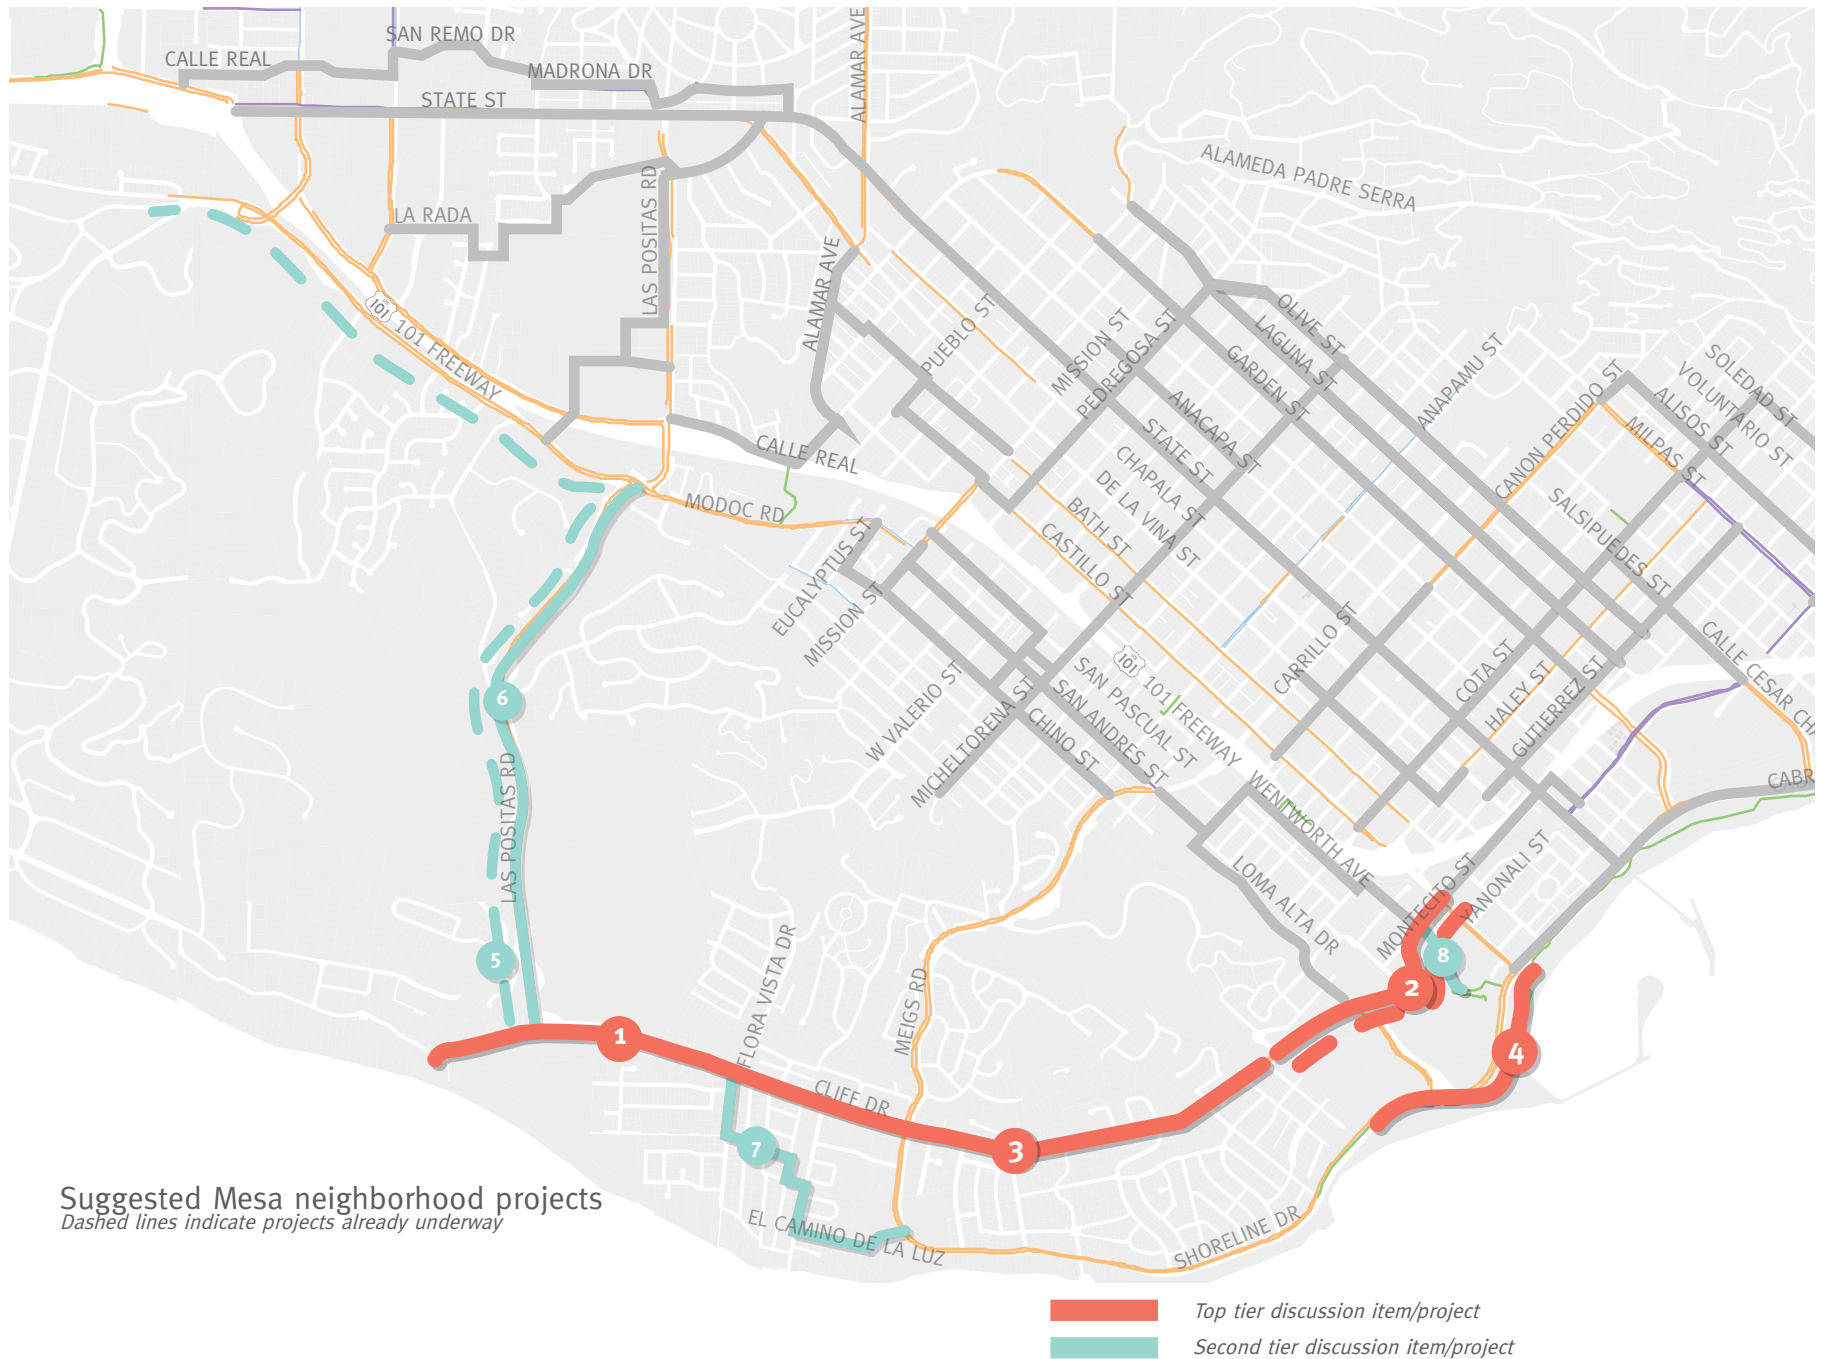 SAN REMO DR
CALLE REAL
MADRONA DR
STATE ST
ALAMAR AVE
ALAMEDA PADRE SERRA
LAS POSITAS RD
LA RADA
ALAMAR AVE
101
101 FREEWAY
PUEBLO ST
MISSION ST
PEDREGOSA ST
OLIVE ST
LAGUNA ST
GARDEN ST
ANAPAMU ST
SOLEDAD ST
VOLUNTARIO ST
ALISOS ST
MILPAS ST
CANON PERDIDO ST
ANACAPA ST
STATE ST
CHAPALA ST
DE LA VINA ST
BATH ST
CASTILLO ST
SALSIPUEDES ST
CALLE REAL
MODOC RD
EUCALYPTUS ST
MISSION ST
CARRILLO ST
COTA ST
HALEY ST
GUTIERREZ ST
CALLE CESAR CHA
CABR
W VALERIO ST
MICHELTORENA ST
CHINO ST
SAN ANDRES ST
SAN PASCUAL ST
101
101 FREEWAY
WENTWORTH AVE
LOMA ALTA DR
MONTECITO ST
YANONALI ST
6
LAS POSITAS RD
5
8
2
1
4
FLORA VISTA DR
MEIGS RD
CLIFF DR
3
7
EL CAMINO DE LA LUZ
SHORELINE DR
Suggested Mesa neighborhood projects
Dashed lines indicate projects already underway
Top tier discussion item/project
Second tier discussion item/project